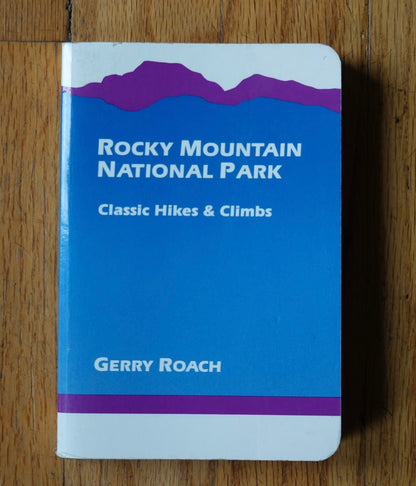 ROCKY MOUNTAIN
NATIONAL PARK
Classic Hikes & Climbs
GERRY ROACH